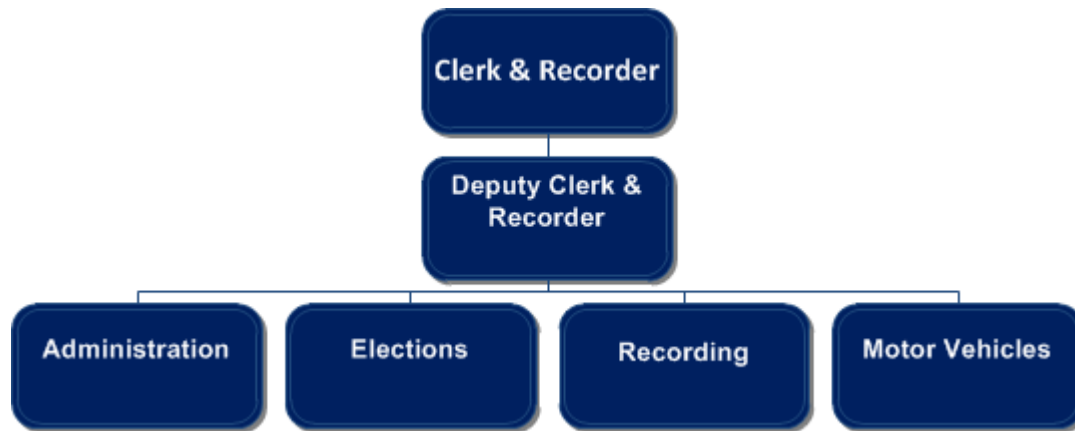 Clerk & Recorder
Deputy Clerk &
Recorder
Administration
Elections
Recording
Motor Vehicles